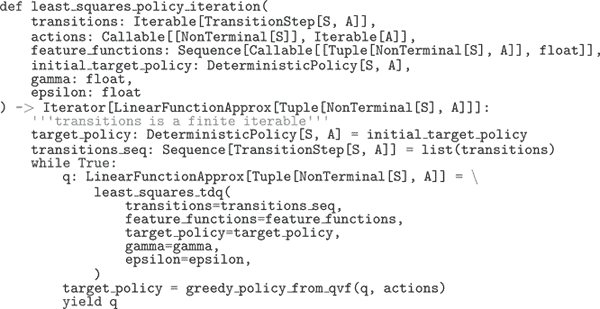 def least_squares_policy_iteration(
    transitions: Iterable[TransitionStep[S, A]],
    actions: Callable[[NonTerminal[S]], Iterable[A]],
    feature_functions: Sequence[Callable[[Tuple[NonTerminal[S], A]], float]],
    initial_target_policy: DeterministicPolicy[S, A],
    gamma: float,
    epsilon: float
) -> Iterator[LinearFunctionApprox[Tuple[NonTerminal[S], A]]]:
    '''transitions is a finite iterable'''
    target_policy: DeterministicPolicy[S, A] = initial_target_policy
    transitions_seq: Sequence[TransitionStep[S, A]] = list(transitions)
    while True:
        q: LinearFunctionApprox[Tuple[NonTerminal[S], A]] = \
            least_squares_tdq(
                transitions=transitions_seq,
                feature_functions=feature_functions,
                target_policy=target_policy,
                gamma=gamma,
                epsilon=epsilon,
            )
        target_policy = greedy_policy_from_qvf(q, actions)
        yield q